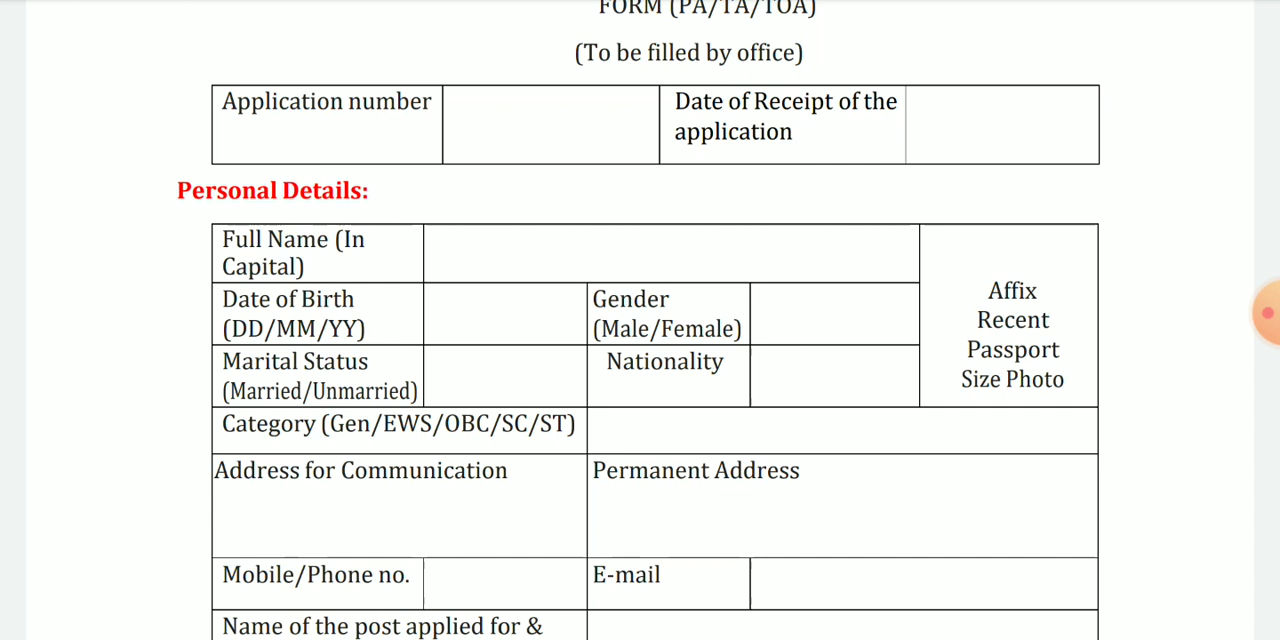 FORM (PA/TA/TOA)
(To be filled by office)
Application number
Date of Receipt of the
application
Personal Details:
Full Name (In
Capital)
Affix
Recent
Passport
Size Photo
Date of Birth
(DD/MM/YY)
Gender
(Male/Female)
Marital Status
(Married/Unmarried)
Nationality
Category (Gen/EWS/OBC/SC/ST)
Address for Communication
Permanent Address
Mobile/Phone no.
E-mail
Name of the post applied for &